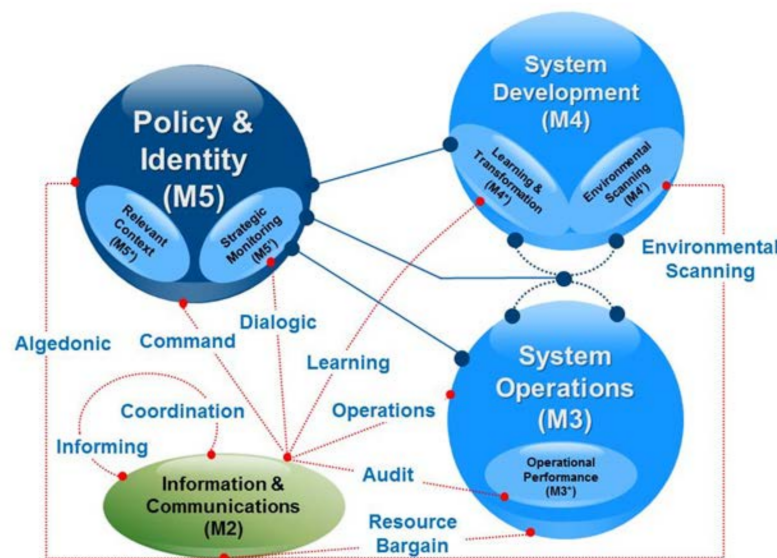 Policy &
Identity
(M5)
Relevant
Context
(M5*)
Strategic
Monitoring
(M5')
System
Development
(M4)
Learning &
Transformation
(M4*)
Environmental
Scanning
(M4')
Environmental
Scanning
Algedonic
Command
Dialogic
Learning
Operations
Coordination
Informing
Audit
Resource
Bargain
System
Operations
(M3)
Operational
Performance
(M3*)
Information &
Communications
(M2)